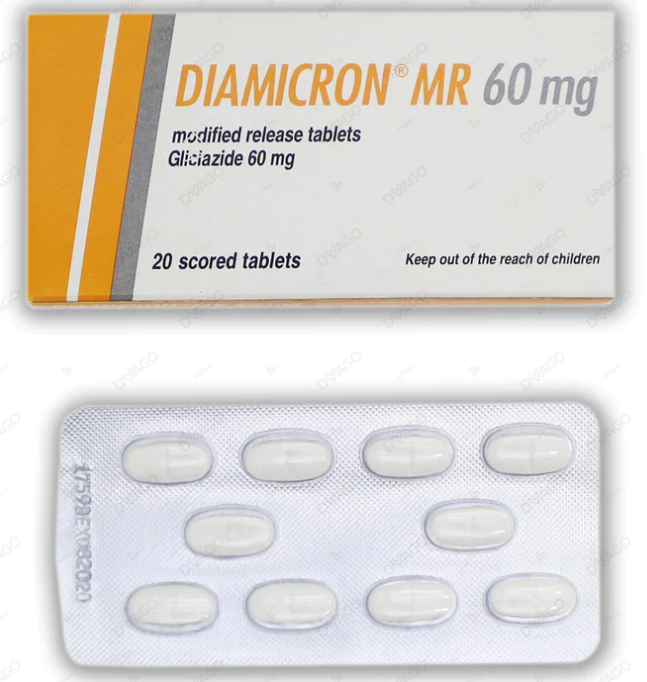 DIAMICRON® MR 60 mg
modified release tablets
Gliclazide 60 mg
20 scored tablets
Keep out of the reach of children
DVAGO